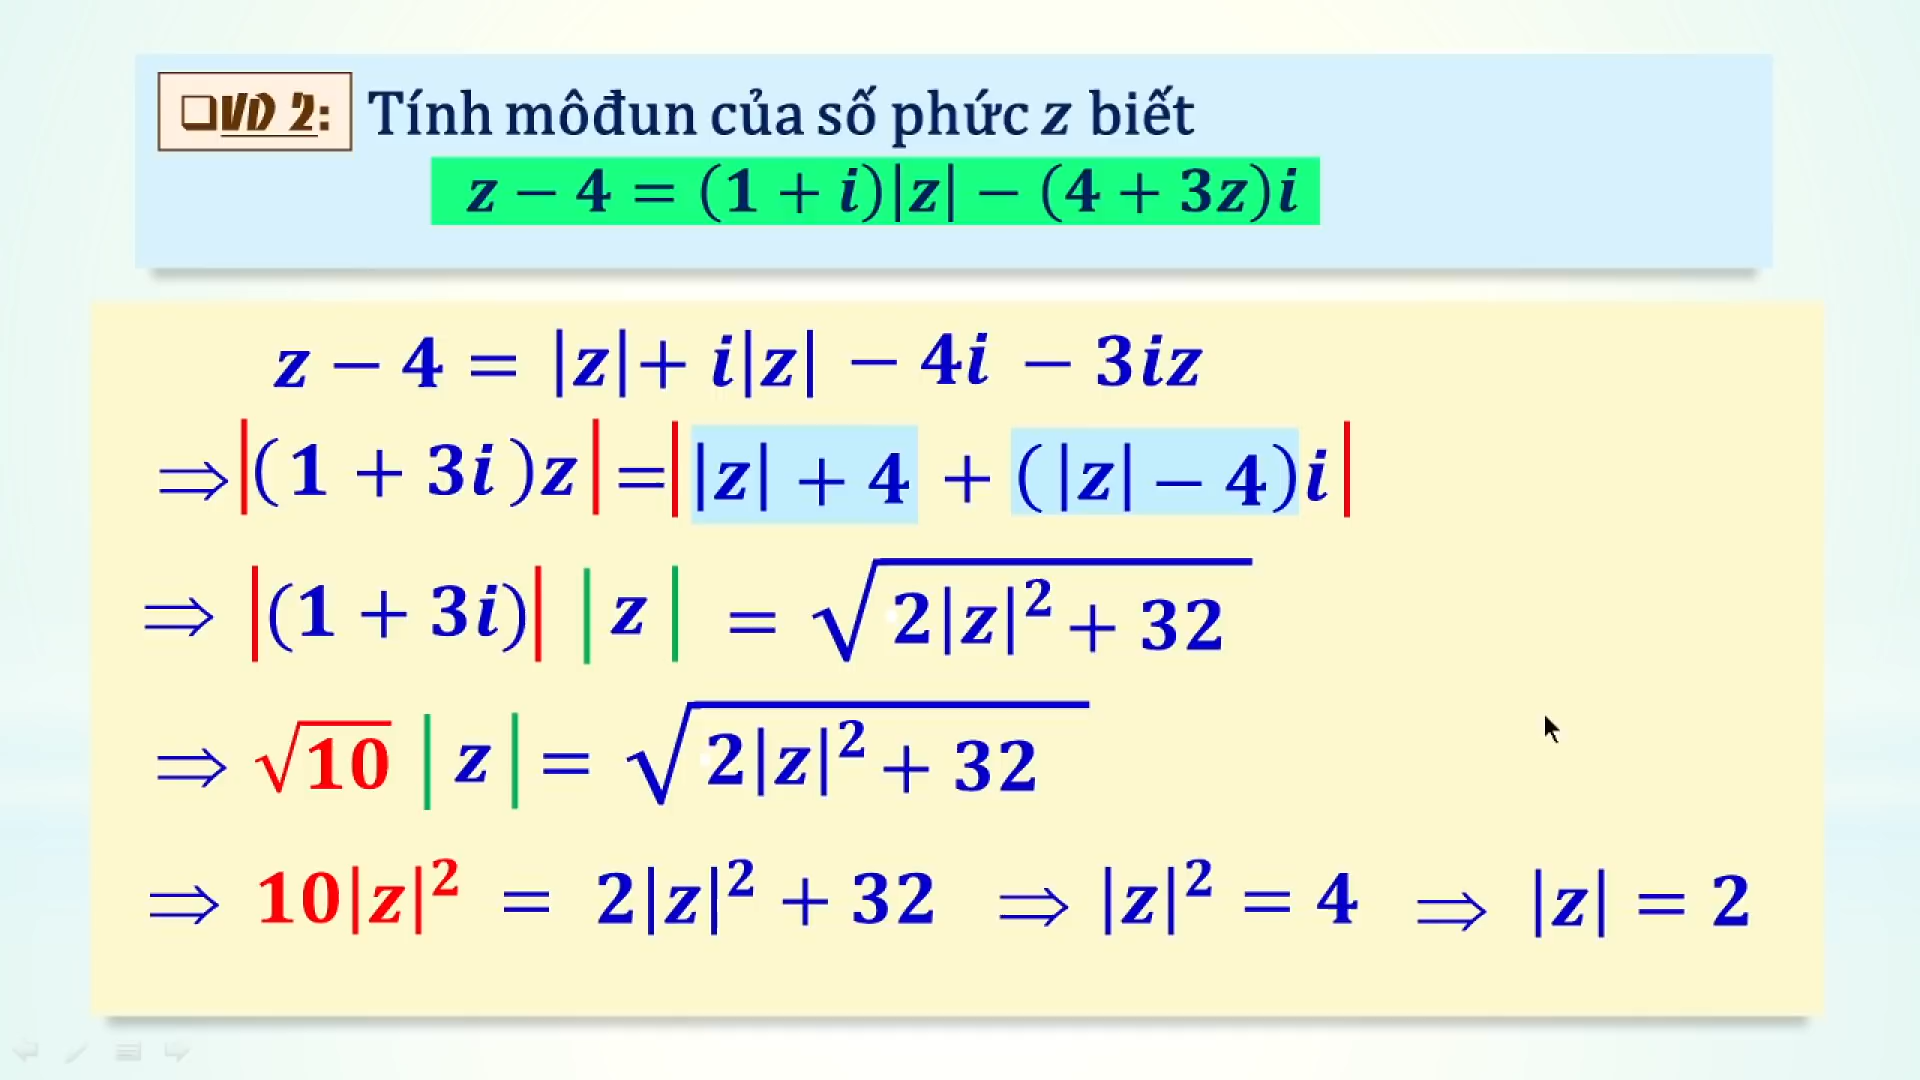 ❑VD 2: Tính môđun của số phức z biết
z − 4 = (1 + i)|z| − (4 + 3z)i
z − 4 = |z| + i|z| − 4i − 3iz
⇒ |(1 + 3i)z| = ||z| + 4 + (|z| − 4)i|
⇒ |(1 + 3i)| |z| = √(2|z|² + 32)
⇒ √10 |z| = √(2|z|² + 32)
⇒ 10|z|² = 2|z|² + 32 ⇒ |z|² = 4 ⇒ |z| = 2